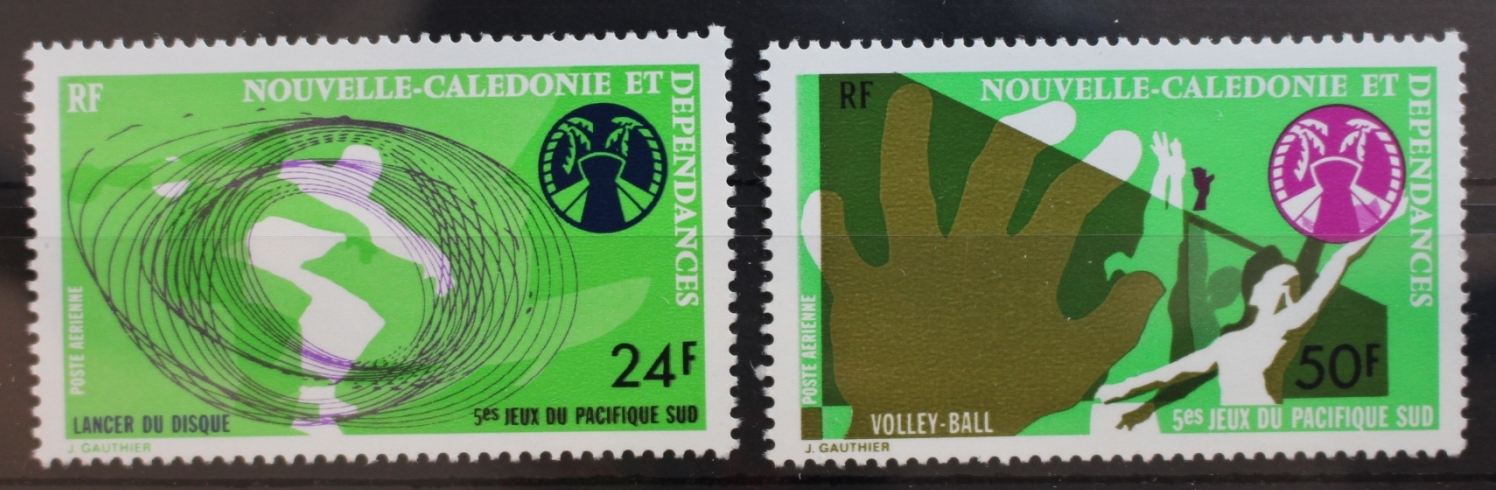 RF
NOUVELLE-CALEDONIE ET
DEPENDANCES
POSTE AERIENNE
24F
LANCER DU DISQUE
5es JEUX DU PACIFIQUE SUD
J. GAUTHIER
RF
NOUVELLE-CALEDONIE ET
DEPENDANCES
POSTE AERIENNE
50F
VOLLEY-BALL
5es JEUX DU PACIFIQUE SUD
J. GAUTHIER